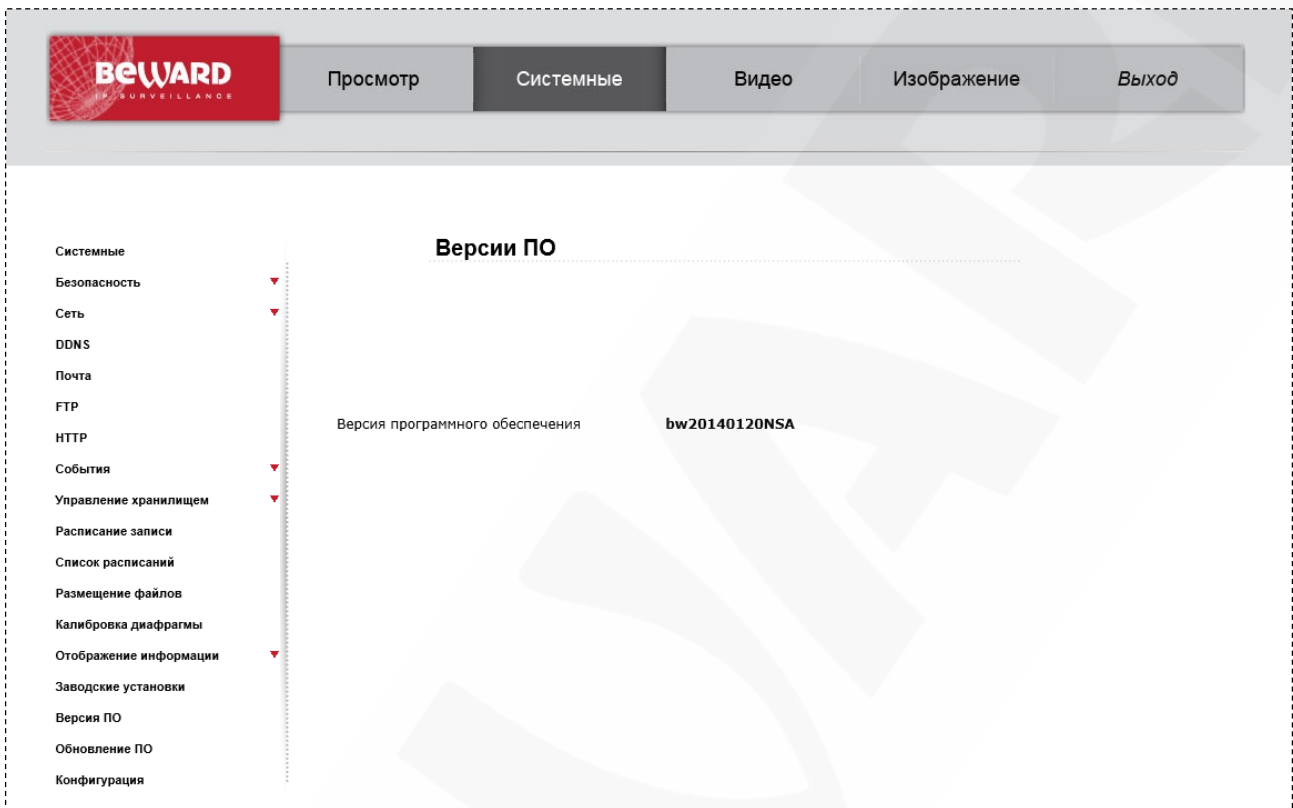 BEWARD
IP SURVEILLANCE
Просмотр Системные Видео Изображение Выход
Версии ПО
Системные
Безопасность
Сеть
DDNS
Почта
FTP
HTTP
События
Управление хранилищем
Расписание записи
Список расписаний
Размещение файлов
Калибровка диафрагмы
Отображение информации
Заводские установки
Версия ПО
Обновление ПО
Конфигурация
Версия программного обеспечения bw20140120NSA